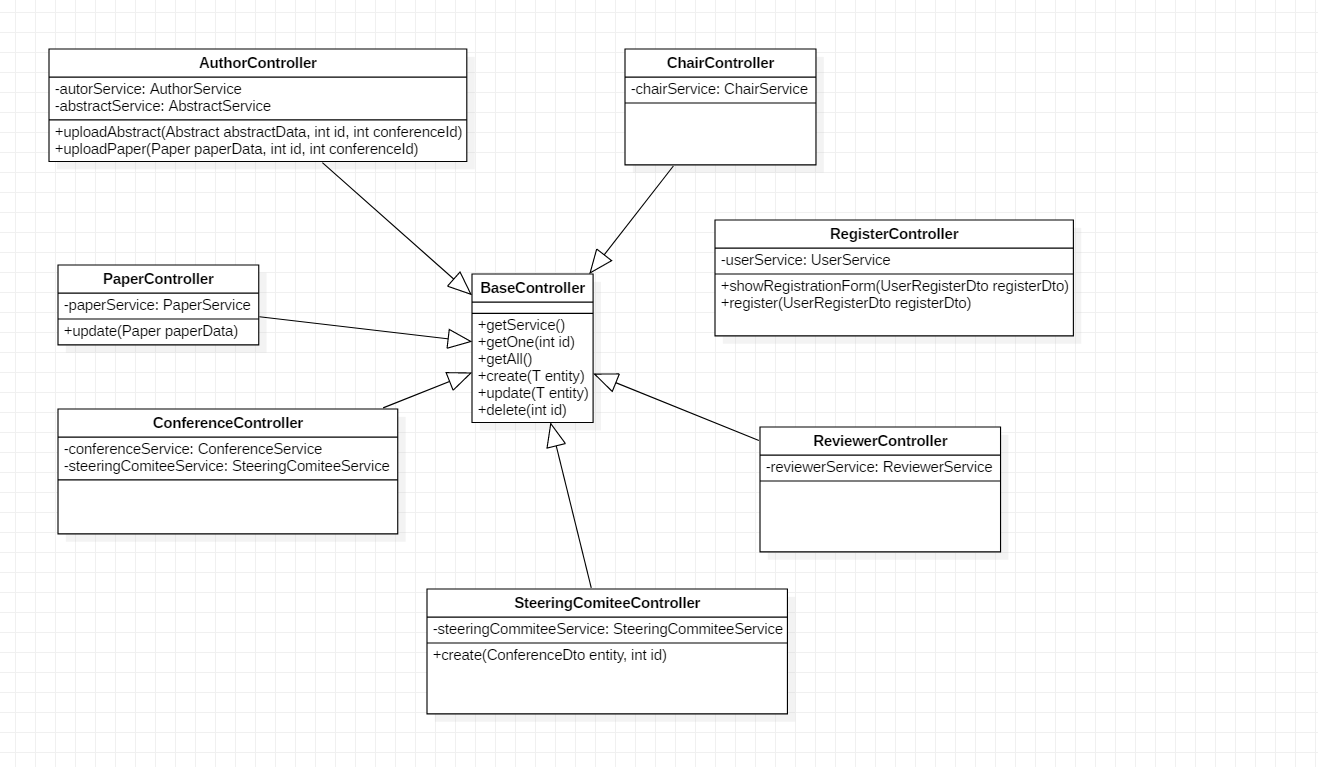 AuthorController
-autorService: AuthorService
-abstractService: AbstractService
+uploadAbstract(Abstract abstractData, int id, int conferenceId)
+uploadPaper(Paper paperData, int id, int conferenceId)
ChairController
-chairService: ChairService
RegisterController
-userService: UserService
+showRegistrationForm(UserRegisterDto registerDto)
+register(UserRegisterDto registerDto)
PaperController
-paperService: PaperService
+update(Paper paperData)
BaseController
+getService()
+getOne(int id)
+getAll()
+create(T entity)
+update(T entity)
+delete(int id)
ConferenceController
-conferenceService: ConferenceService
-steeringComiteeService: SteeringComiteeService
ReviewerController
-reviewerService: ReviewerService
SteeringComiteeController
-steeringCommiteeService: SteeringCommiteeService
+create(ConferenceDto entity, int id)